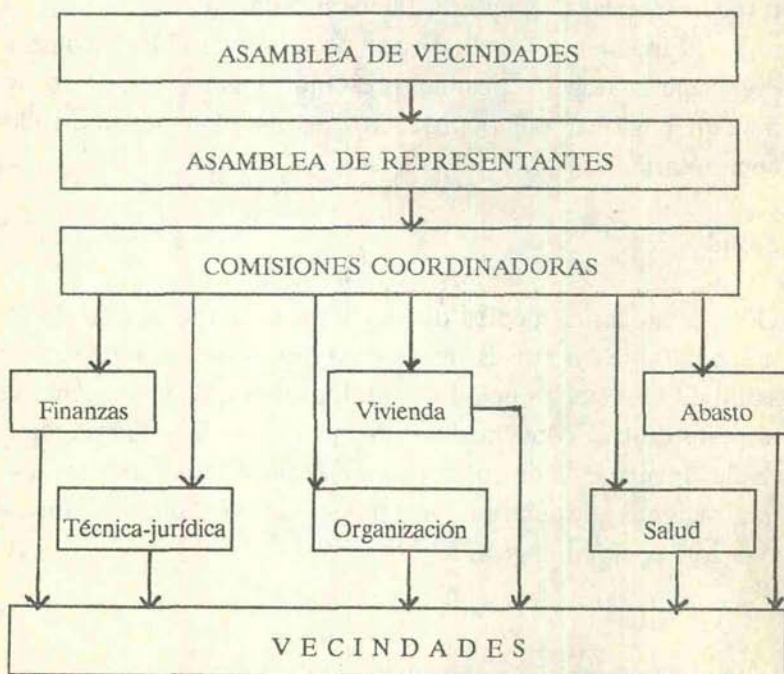 ASAMBLEA DE VECINDADES
ASAMBLEA DE REPRESENTANTES
COMISIONES COORDINADORAS
Finanzas
Vivienda
Abasto
Técnica-jurídica
Organización
Salud
VECINDADES